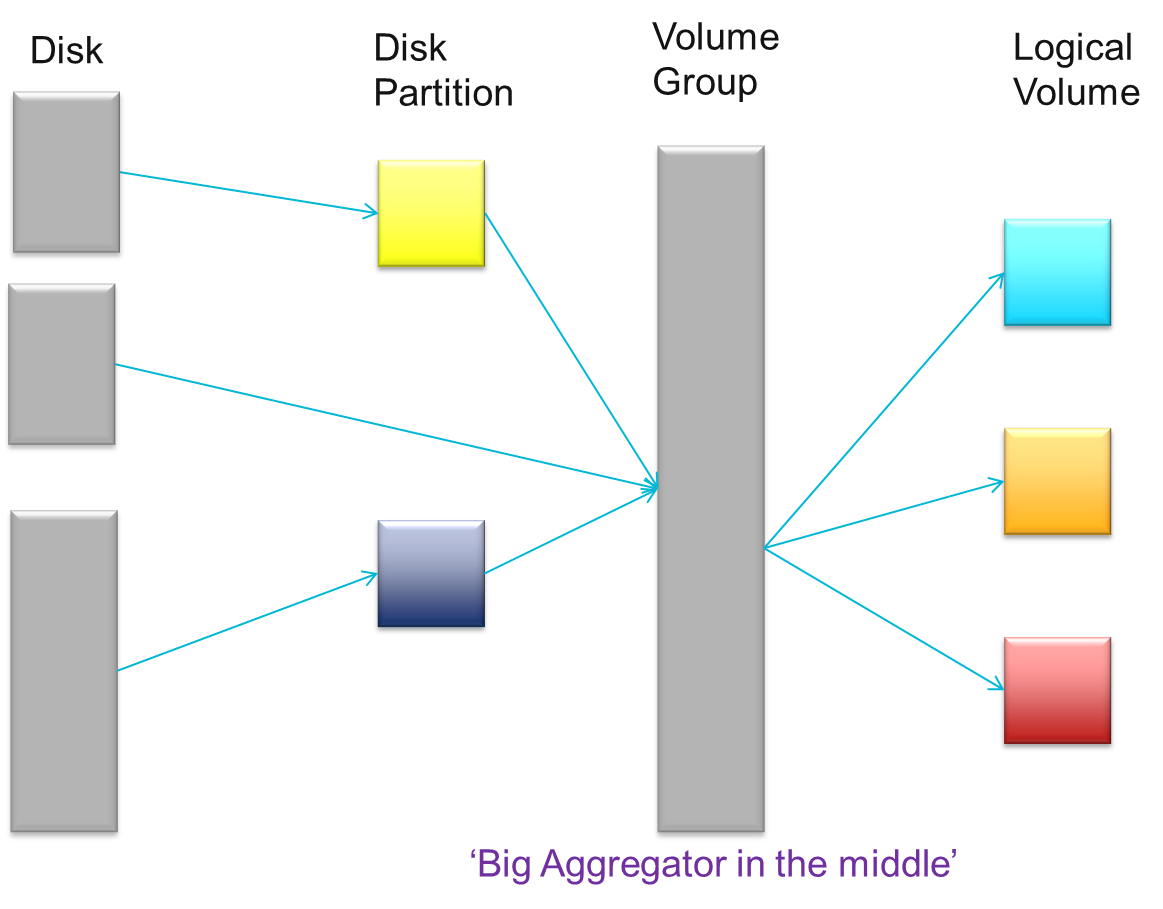 Disk
Disk
Partition
Volume
Group
Logical
Volume
‘Big Aggregator in the middle’